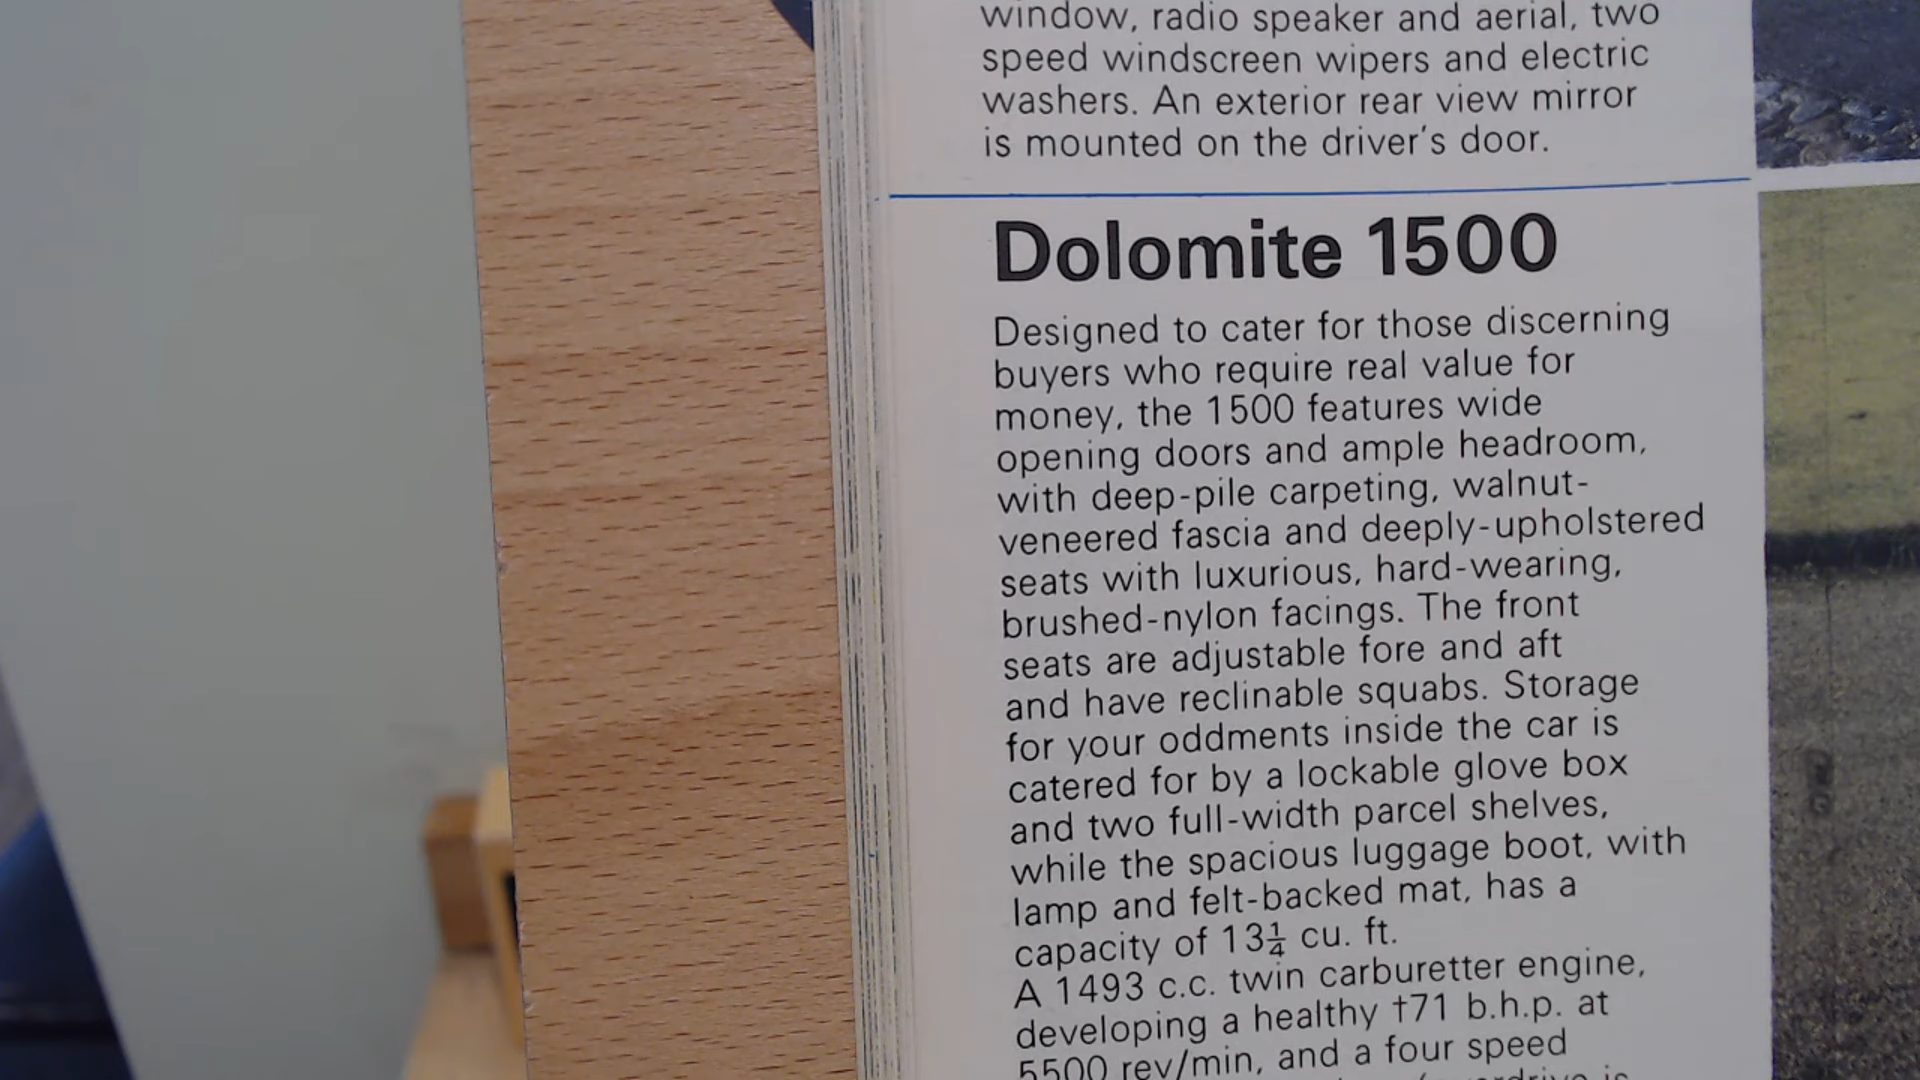 window, radio speaker and aerial, two
speed windscreen wipers and electric
washers. An exterior rear view mirror
is mounted on the driver's door.
Dolomite 1500
Designed to cater for those discerning
buyers who require real value for
money, the 1500 features wide
opening doors and ample headroom,
with deep-pile carpeting, walnut-
veneered fascia and deeply-upholstered
seats with luxurious, hard-wearing,
brushed-nylon facings. The front
seats are adjustable fore and aft
and have reclinable squabs. Storage
for your oddments inside the car is
catered for by a lockable glove box
and two full-width parcel shelves,
while the spacious luggage boot, with
lamp and felt-backed mat, has a
capacity of 13¼ cu. ft.
A 1493 c.c. twin carburetter engine,
developing a healthy †71 b.h.p. at
5500 rev/min, and a four speed